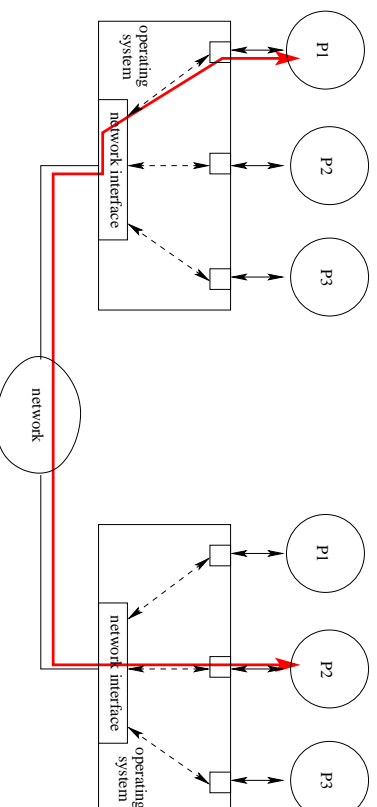 P1
P2
P3
operating
system
network interface
network
P1
P2
P3
network interface
operating
system